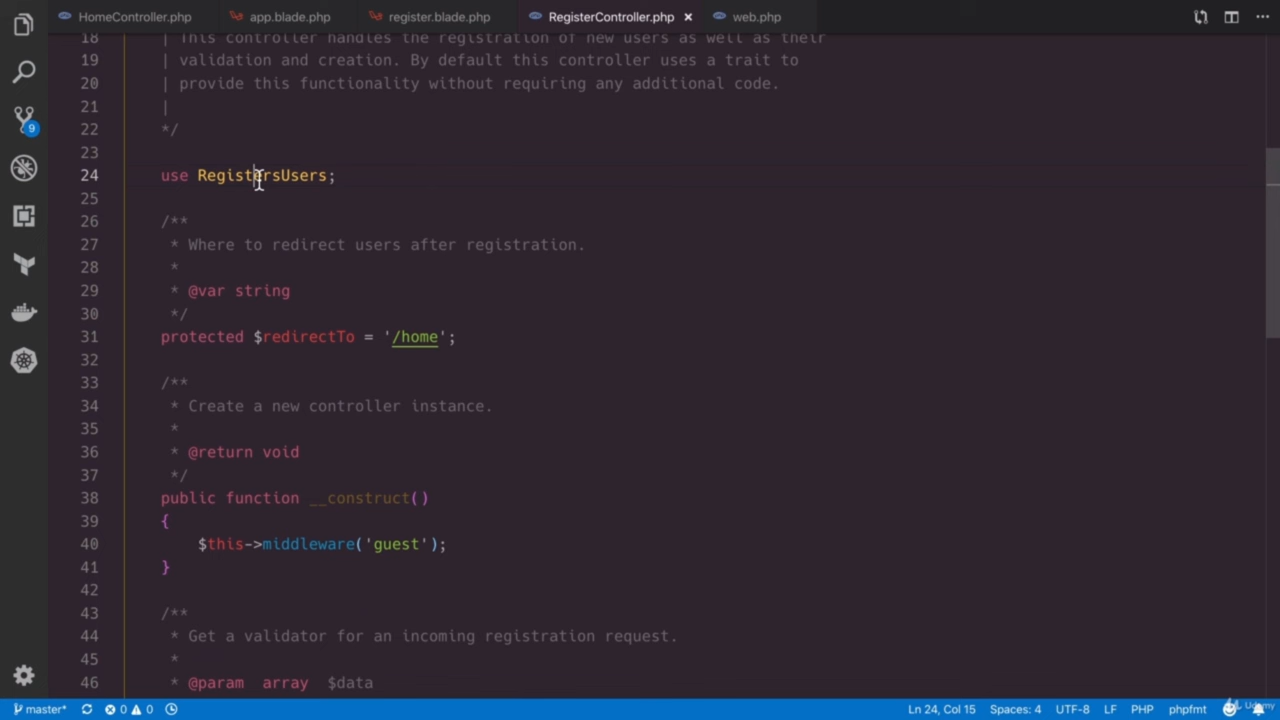 HomeController.php app.blade.php register.blade.php RegisterController.php × web.php ...
18 | This controller handles the registration of new users as well as their
19 | validation and creation. By default this controller uses a trait to
20 | provide this functionality without requiring any additional code.
21 |
22 */
23
24 use RegistersUsers;
25
26 /**
27 * Where to redirect users after registration.
28 *
29 * @var string
30 */
31 protected $redirectTo = '/home';
32
33 /**
34 * Create a new controller instance.
35 *
36 * @return void
37 */
38 public function __construct()
39 {
40 $this->middleware('guest');
41 }
42
43 /**
44 * Get a validator for an incoming registration request.
45 *
46 * @param array $data
9
master* 0 0 Ln 24, Col 15 Spaces: 4 UTF-8 LF PHP phpfmt Udemy